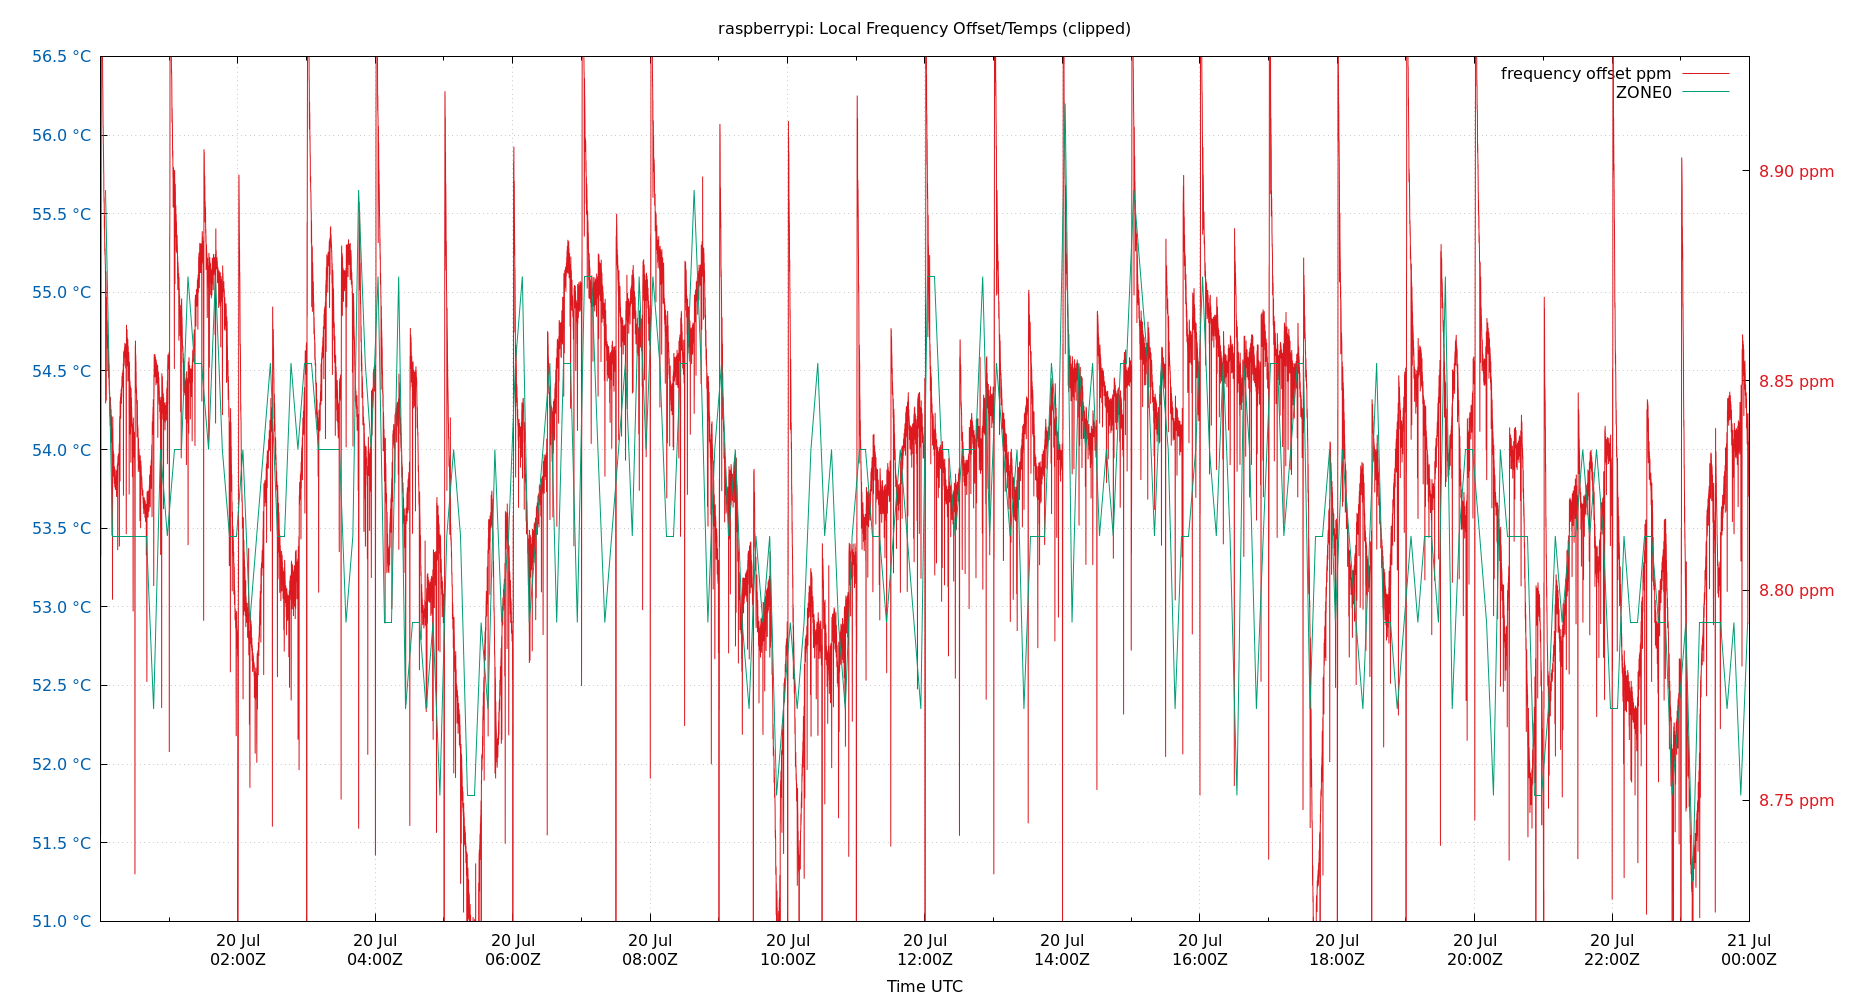 raspberrypi: Local Frequency Offset/Temps (clipped)
56.5 °C
56.0 °C
55.5 °C
55.0 °C
54.5 °C
54.0 °C
53.5 °C
53.0 °C
52.5 °C
52.0 °C
51.5 °C
51.0 °C
frequency offset ppm
ZONE0
8.90 ppm
8.85 ppm
8.80 ppm
8.75 ppm
20 Jul 20 Jul 20 Jul 20 Jul 20 Jul 20 Jul 20 Jul 20 Jul 20 Jul 20 Jul 20 Jul 21 Jul
02:00Z 04:00Z 06:00Z 08:00Z 10:00Z 12:00Z 14:00Z 16:00Z 18:00Z 20:00Z 22:00Z 00:00Z
Time UTC